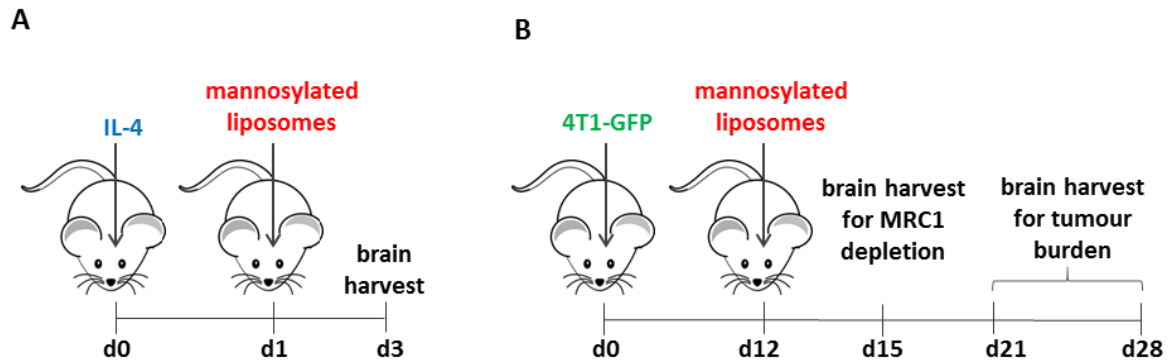 A
IL-4
mannosylated
liposomes
brain
harvest
d0
d1
d3
B
4T1-GFP
mannosylated
liposomes
brain harvest
for MRC1
depletion
brain harvest
for tumour
burden
d0
d12
d15
d21
d28